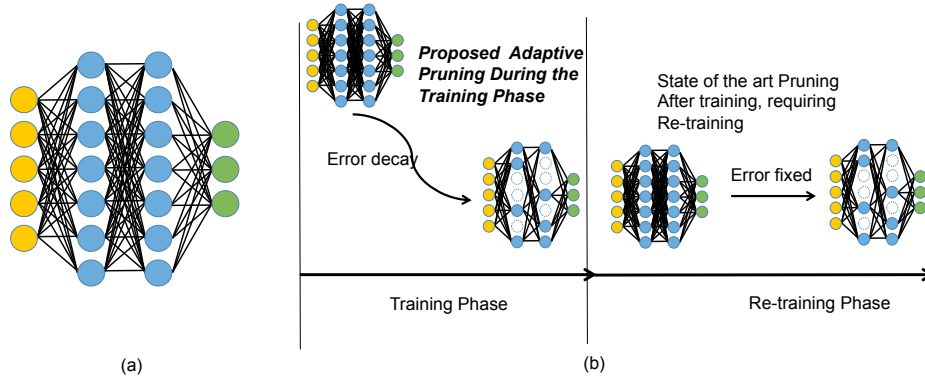 Proposed Adaptive
Pruning During the
Training Phase
Error decay
State of the art Pruning
After training, requiring
Re-training
Error fixed
Training Phase
Re-training Phase
(a)
(b)